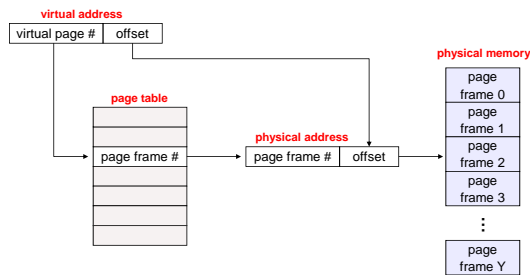 virtual address
virtual page # offset
physical memory
page
frame 0
page table
page
frame 1
physical address
page frame # page frame # offset
page
frame 2
page
frame 3
...
page
frame Y